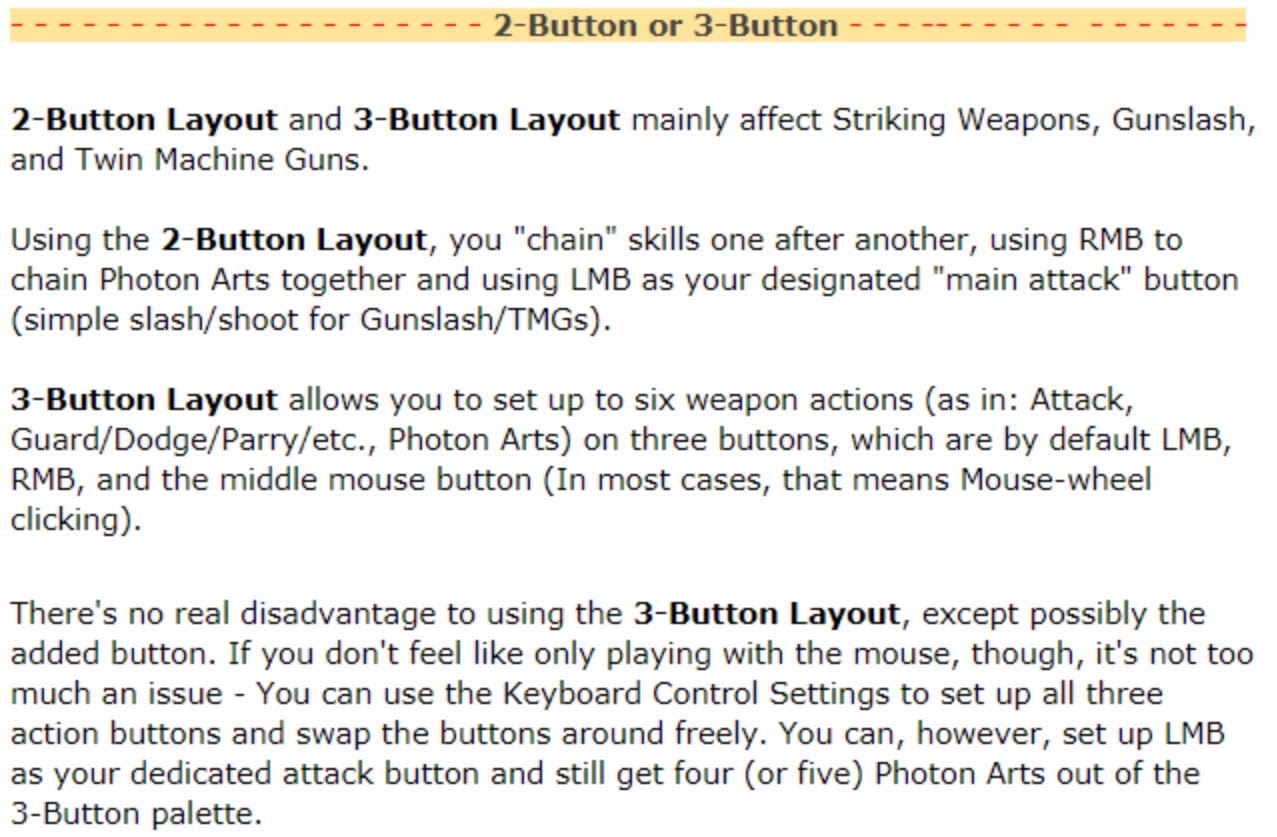 - - - - - - - - - - - - - - - - - - - - 2-Button or 3-Button - - - - -- - - - - - - - - - - - - -
2-Button Layout and 3-Button Layout mainly affect Striking Weapons, Gunslash,
and Twin Machine Guns.
Using the 2-Button Layout, you "chain" skills one after another, using RMB to
chain Photon Arts together and using LMB as your designated "main attack" button
(simple slash/shoot for Gunslash/TMGs).
3-Button Layout allows you to set up to six weapon actions (as in: Attack,
Guard/Dodge/Parry/etc., Photon Arts) on three buttons, which are by default LMB,
RMB, and the middle mouse button (In most cases, that means Mouse-wheel
clicking).
There's no real disadvantage to using the 3-Button Layout, except possibly the
added button. If you don't feel like only playing with the mouse, though, it's not too
much an issue - You can use the Keyboard Control Settings to set up all three
action buttons and swap the buttons around freely. You can, however, set up LMB
as your dedicated attack button and still get four (or five) Photon Arts out of the
3-Button palette.